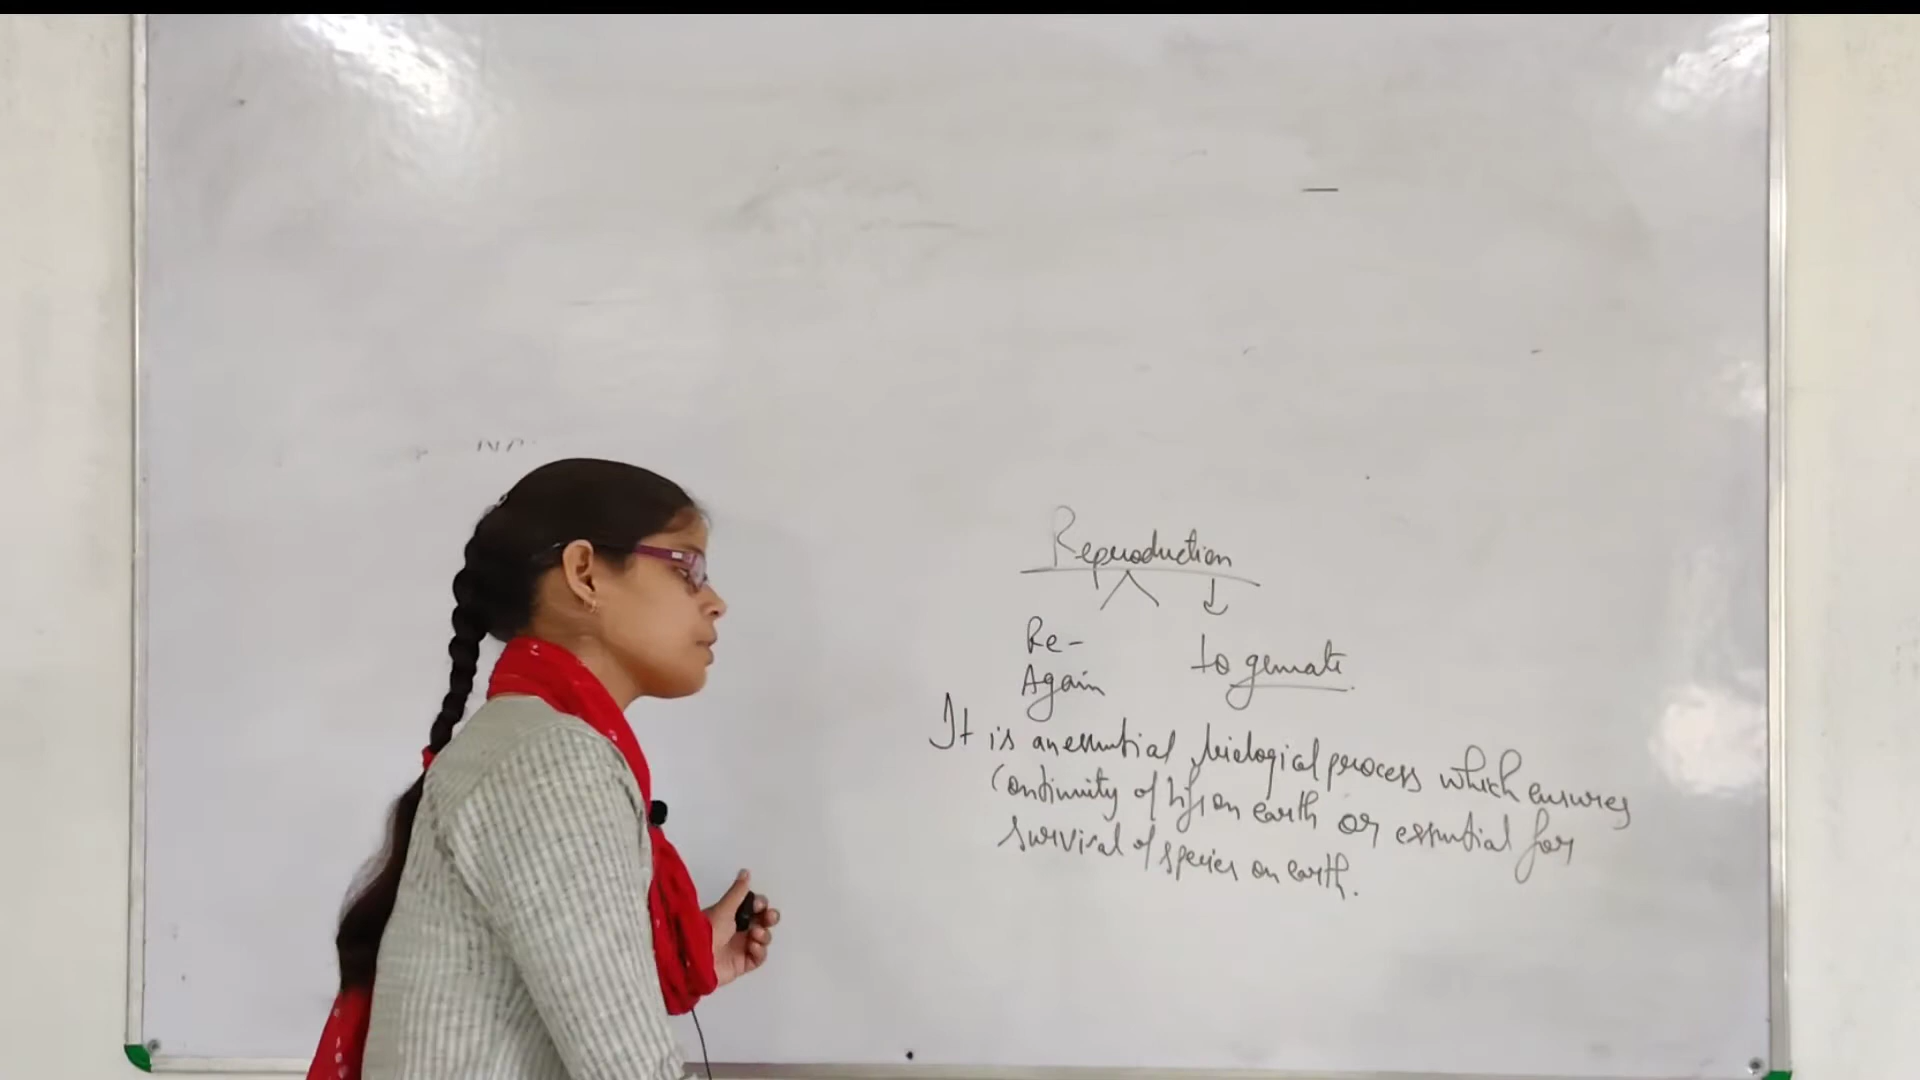 Reproduction
Re-
Again
to genrate
It is an essential biological process which ensures
Continuity of life on earth or essential for
survival of species on earth.